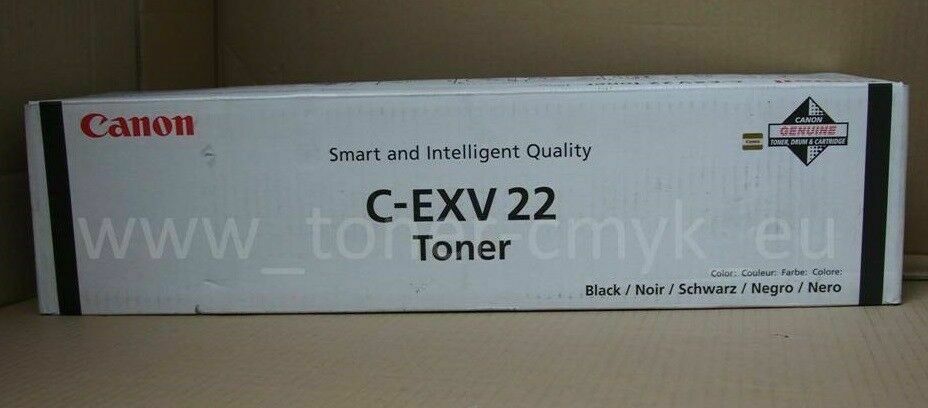 Canon
Smart and Intelligent Quality
C-EXV 22
Toner
CANON
GENUINE
TONER, DRUM & CARTRIDGE
Color: Couleur: Farbe: Colore:
Black / Noir / Schwarz / Negro / Nero
www_toner-cmyk_eu